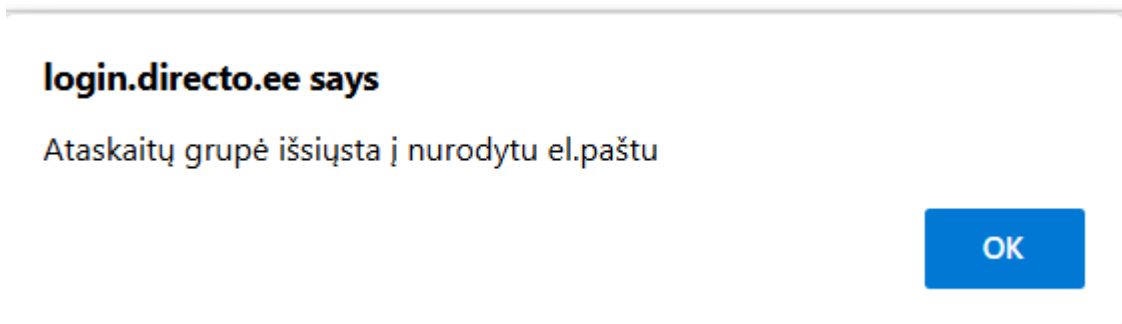 login.directo.ee says
Ataskaitų grupė išsiųsta į nurodytu el.paštu
OK